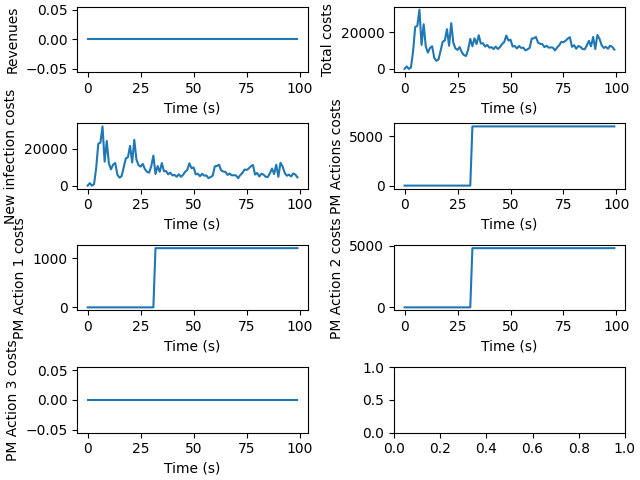 Revenues
0.05
0.00
−0.05
0 25 50 75 100
Time (s)
Total costs
20000
0
0 25 50 75 100
Time (s)
New infection costs
20000
0
0 25 50 75 100
Time (s)
PM Actions costs
5000
0
0 25 50 75 100
Time (s)
PM Action 1 costs
1000
0
0 25 50 75 100
Time (s)
PM Action 2 costs
5000
0
0 25 50 75 100
Time (s)
PM Action 3 costs
0.05
0.00
−0.05
0 25 50 75 100
Time (s)
1.0
0.5
0.0
0.0 0.2 0.4 0.6 0.8 1.0